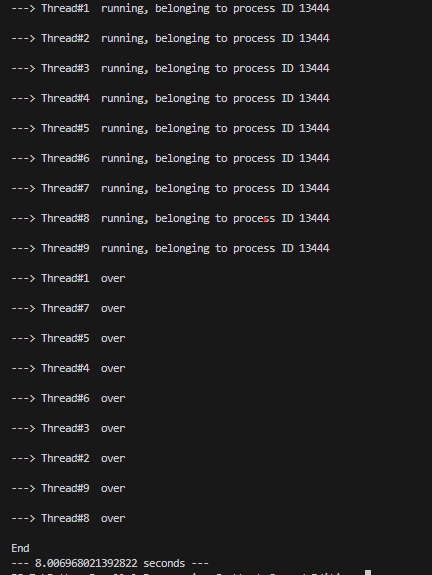 ---> Thread#1  running, belonging to process ID 13444
---> Thread#2  running, belonging to process ID 13444
---> Thread#3  running, belonging to process ID 13444
---> Thread#4  running, belonging to process ID 13444
---> Thread#5  running, belonging to process ID 13444
---> Thread#6  running, belonging to process ID 13444
---> Thread#7  running, belonging to process ID 13444
---> Thread#8  running, belonging to process ID 13444
---> Thread#9  running, belonging to process ID 13444
---> Thread#1  over
---> Thread#7  over
---> Thread#5  over
---> Thread#4  over
---> Thread#6  over
---> Thread#3  over
---> Thread#2  over
---> Thread#9  over
---> Thread#8  over
End
--- 8.006968021392822 seconds ---